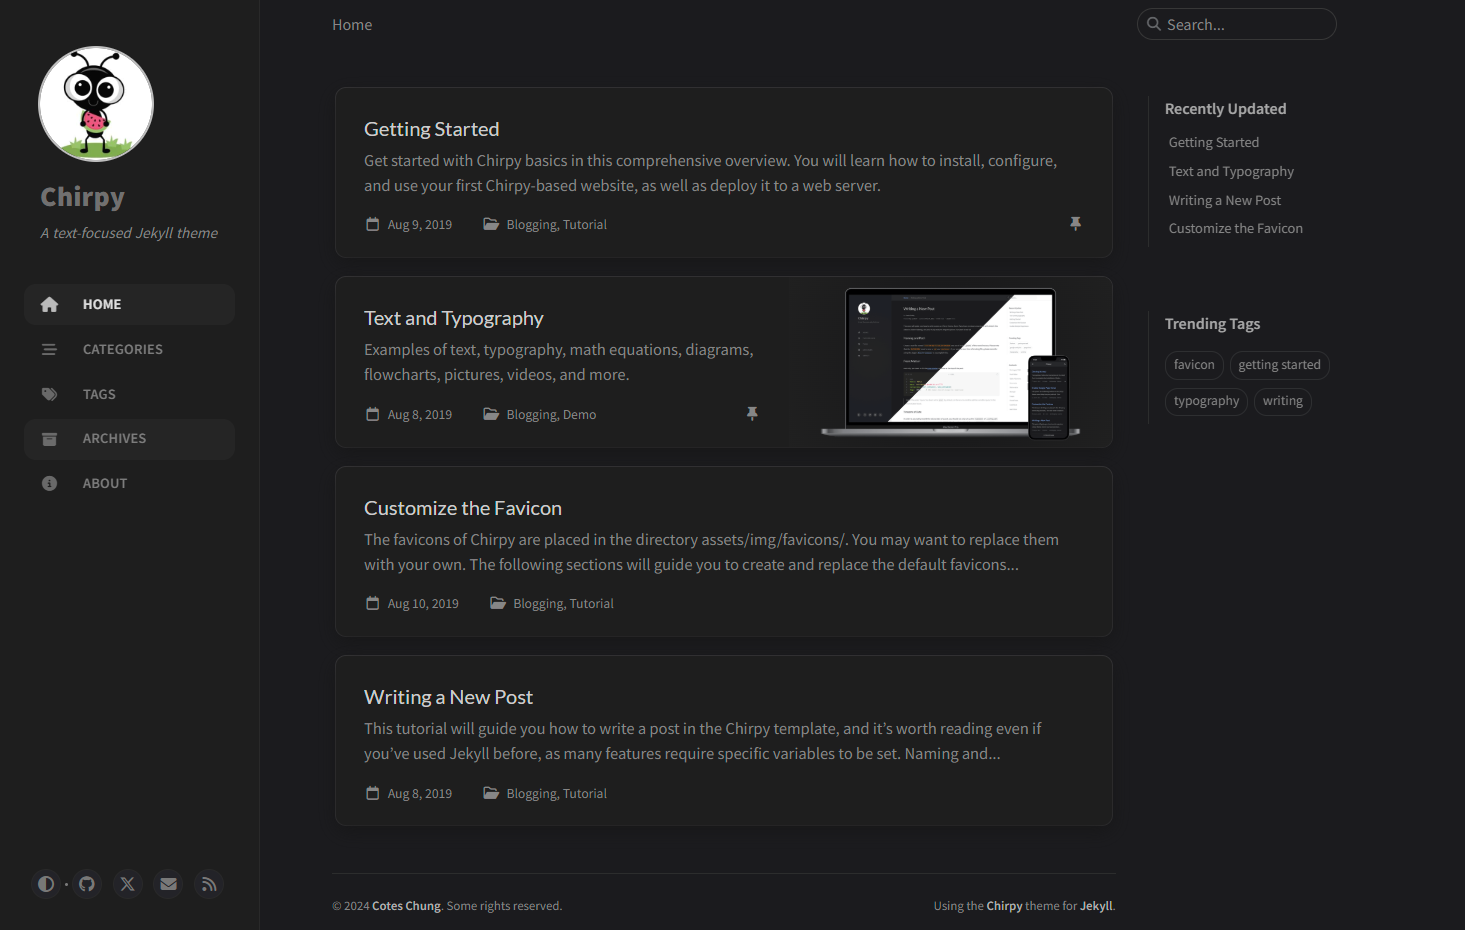 Chirpy
A text-focused Jekyll theme
HOME
CATEGORIES
TAGS
ARCHIVES
ABOUT
Home
Search...
Getting Started
Get started with Chirpy basics in this comprehensive overview. You will learn how to install, configure,
and use your first Chirpy-based website, as well as deploy it to a web server.
Aug 9, 2019
Blogging, Tutorial
Text and Typography
Examples of text, typography, math equations, diagrams,
flowcharts, pictures, videos, and more.
Aug 8, 2019
Blogging, Demo
Writing a New Post
Customize the Favicon
The favicons of Chirpy are placed in the directory assets/img/favicons/. You may want to replace them
with your own. The following sections will guide you to create and replace the default favicons...
Aug 10, 2019
Blogging, Tutorial
Writing a New Post
This tutorial will guide you how to write a post in the Chirpy template, and it’s worth reading even if
you’ve used Jekyll before, as many features require specific variables to be set. Naming and...
Aug 8, 2019
Blogging, Tutorial
Recently Updated
Getting Started
Text and Typography
Writing a New Post
Customize the Favicon
Trending Tags
favicon
getting started
typography
writing
© 2024 Cotes Chung. Some rights reserved.
Using the Chirpy theme for Jekyll.